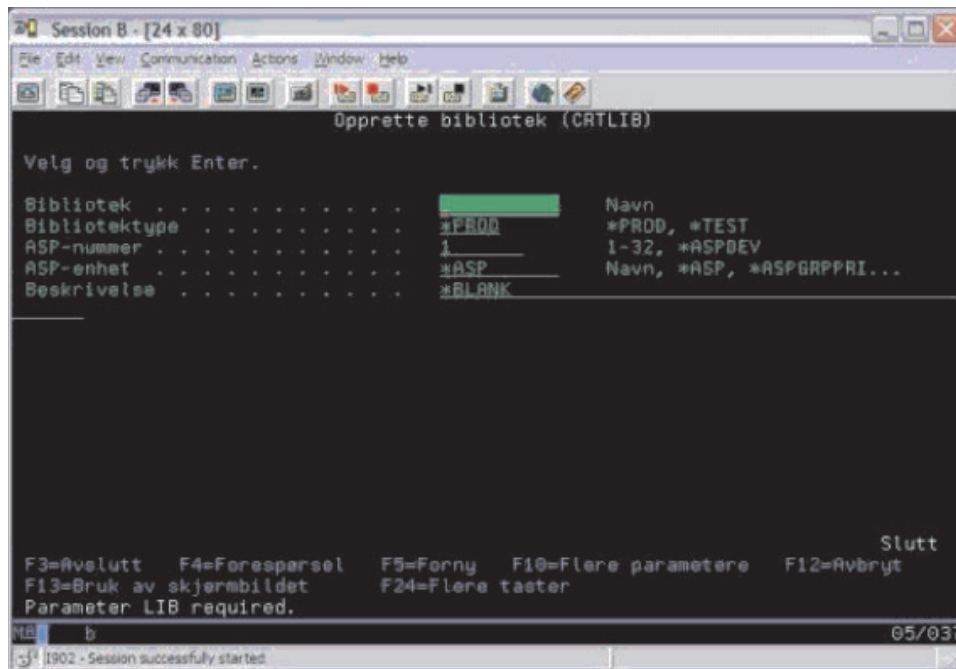 Session B - [24 x 80]
File Edit View Communication Actions Window Help
Opprette bibliotek (CRTLIB)
Velg og trykk Enter.
Bibliotek . . . . . . . . . . . Navn
Bibliotektype . . . . . . . . . *PROD *PROD, *TEST
ASP-nummer . . . . . . . . . . 1 1-32, *ASPDEV
ASP-enhet . . . . . . . . . . . *ASP Navn, *ASP, *ASPGRPPRI...
Beskrivelse . . . . . . . . . . *BLANK
Slutt
F3=Avslutt F4=Forespørsel F5=Forny F10=Flere parametere F12=Avbryt
F13=Bruk av skjermbildet F24=Flere taster
Parameter LIB required.
b 05/037
I902 - Session successfully started